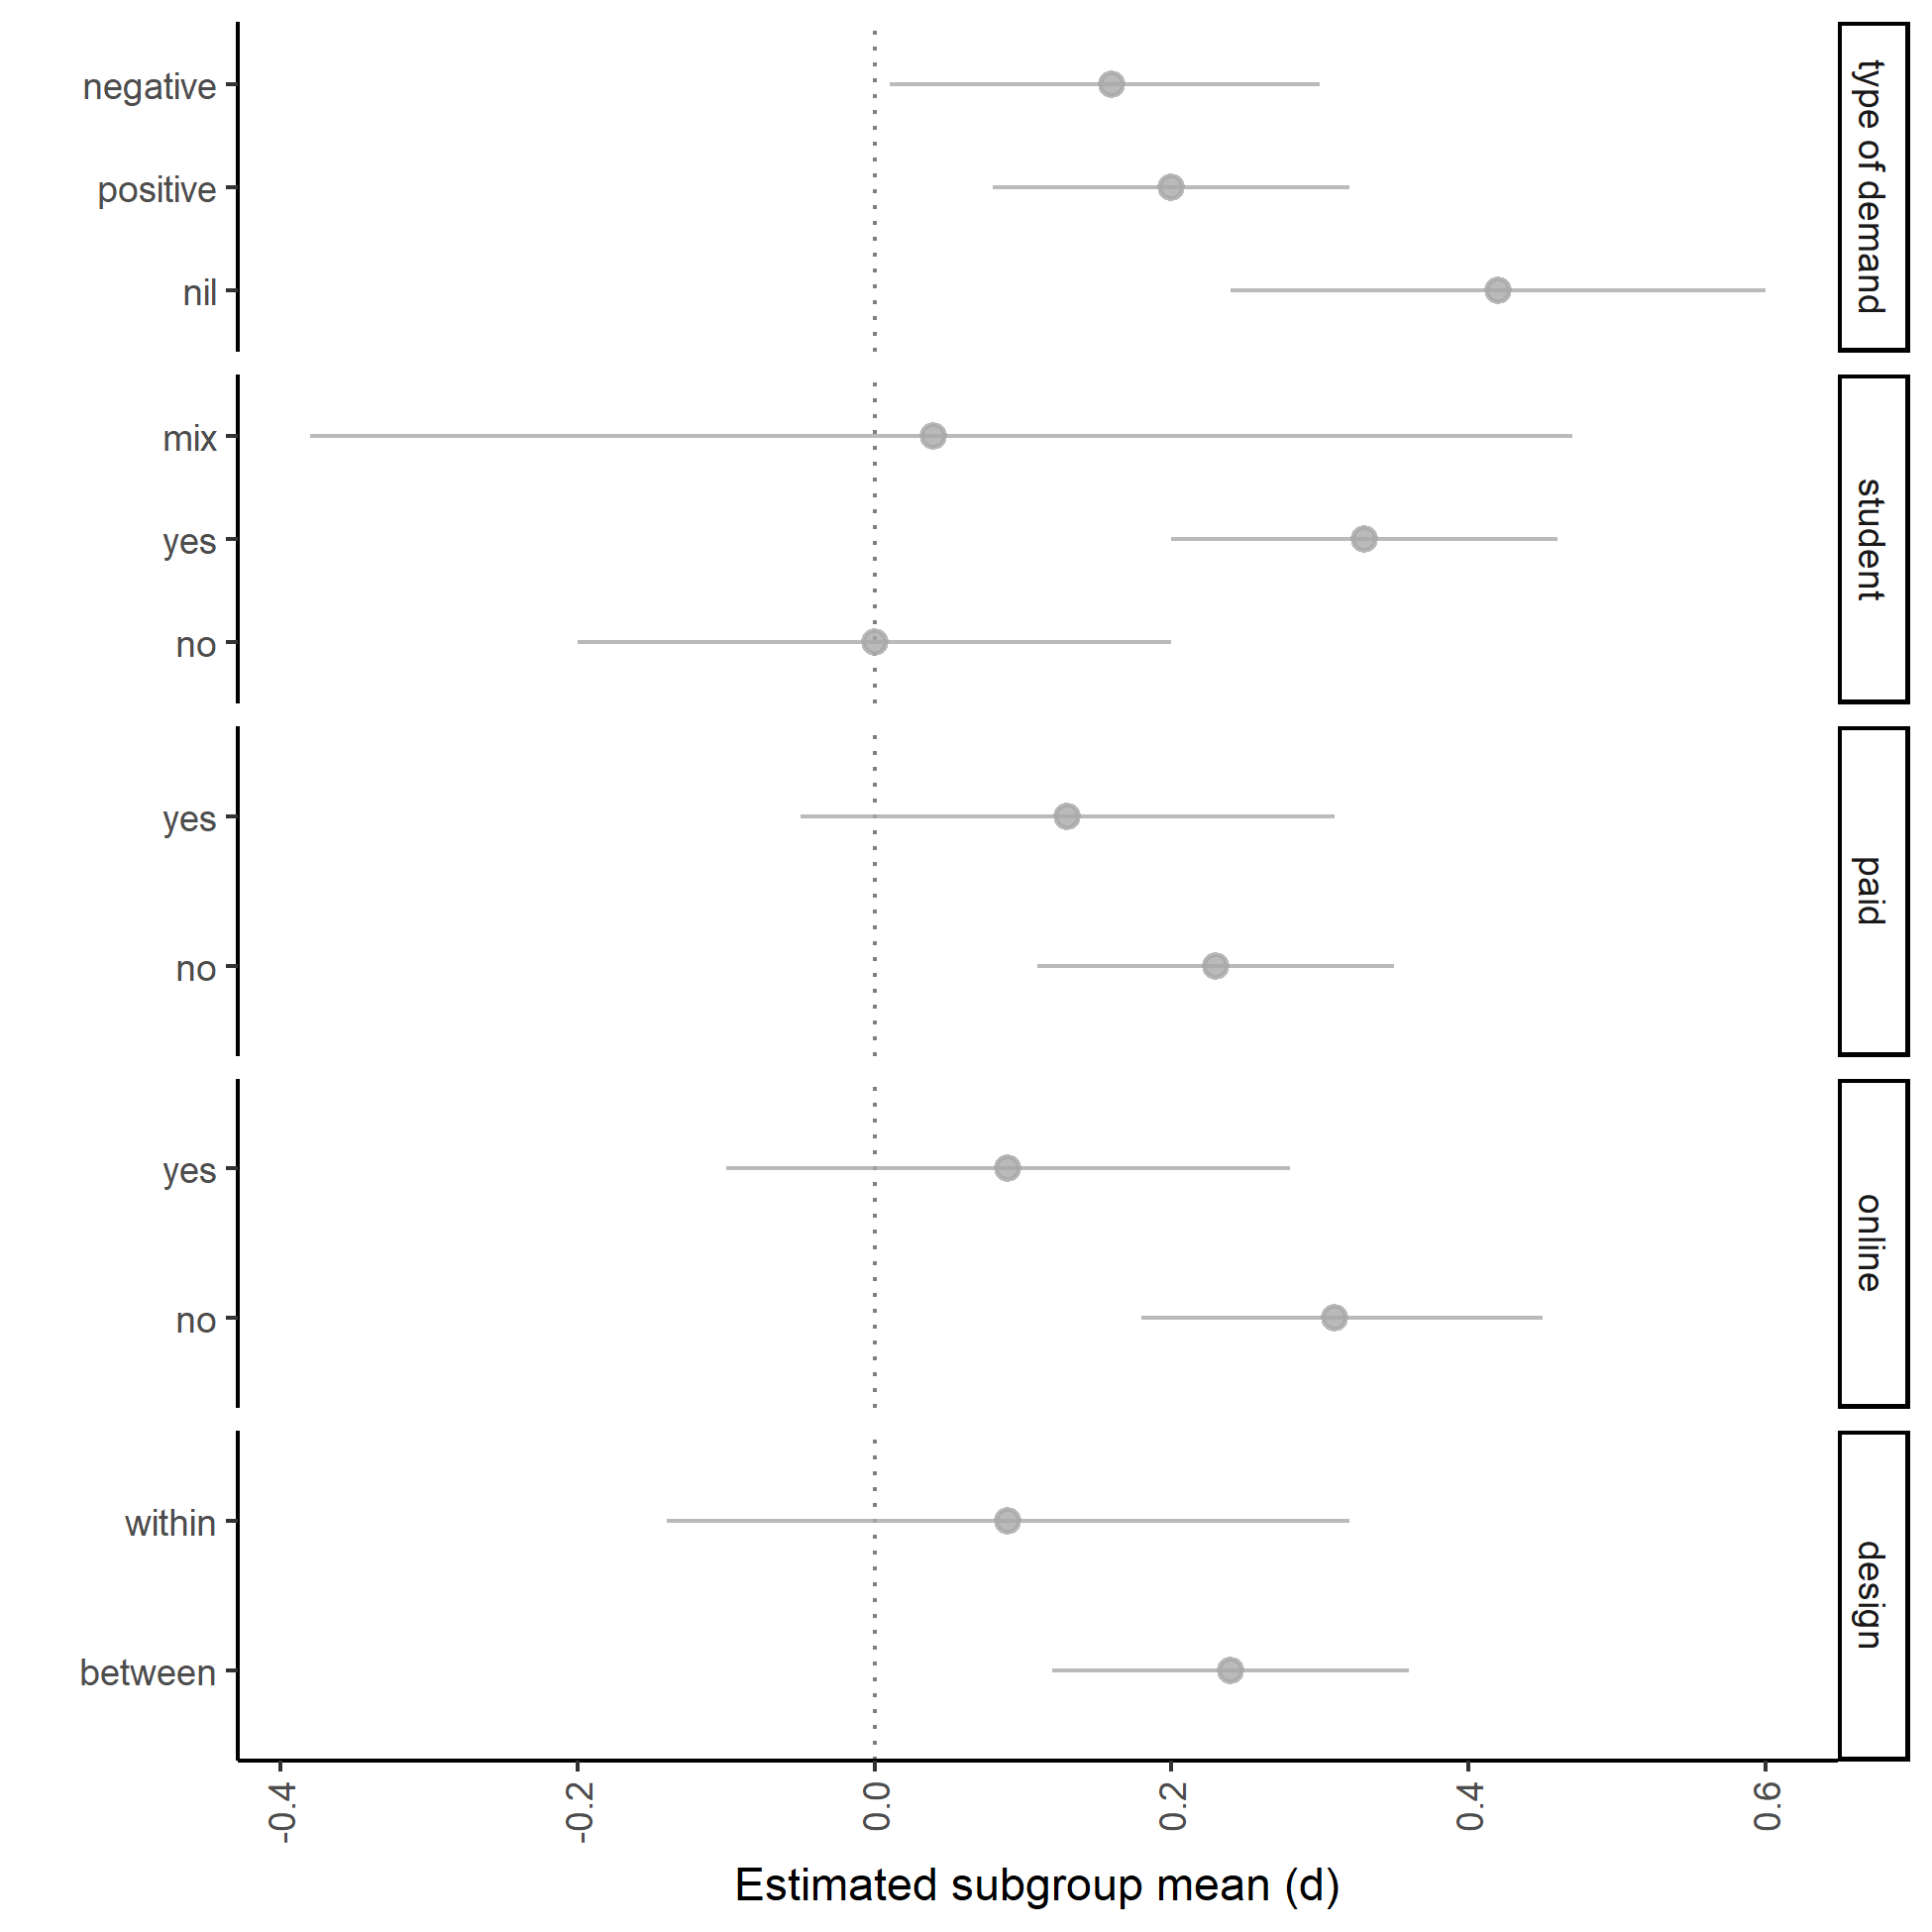 negative
positive
nil
type of demand
mix
yes
no
student
yes
no
paid
yes
no
online
within
between
design
-0.4
-0.2
0.0
0.2
0.4
0.6
Estimated subgroup mean (d)